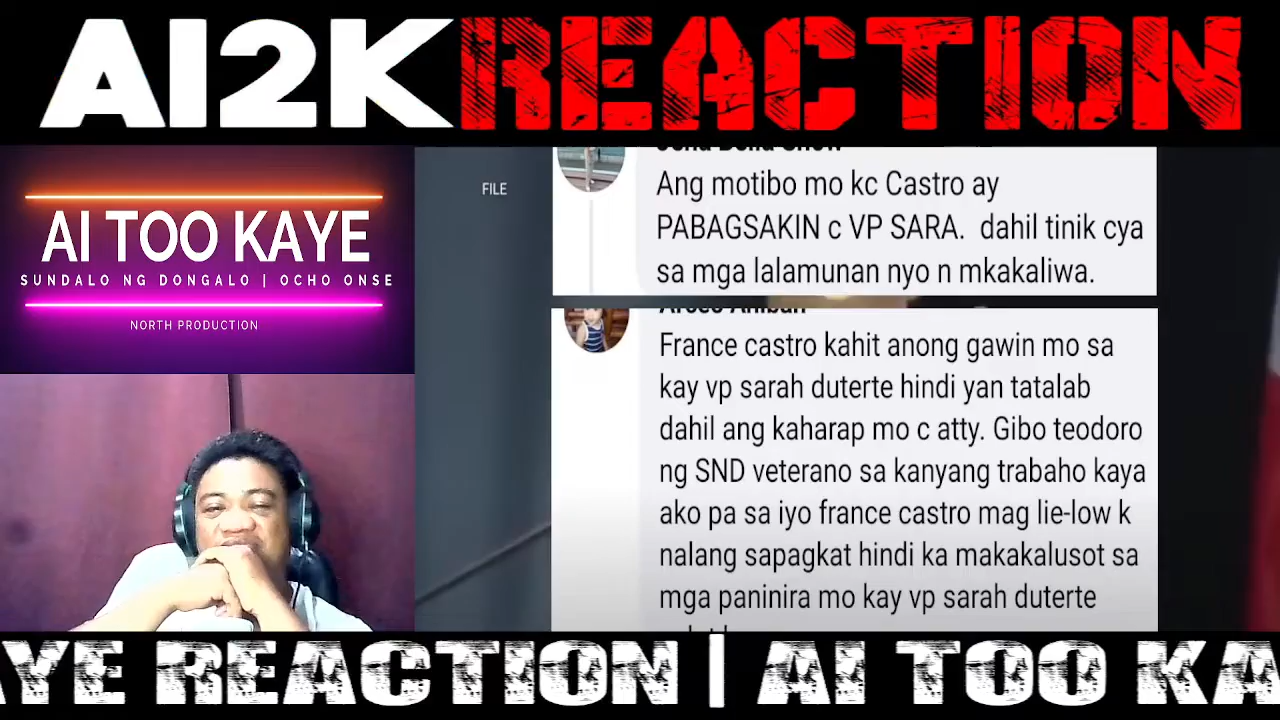 AI2KREACTION
AI TOO KAYE
SUNDALO NG DONGALO | OCHO ONSE
NORTH PRODUCTION
FILE
Ang motibo mo kc Castro ay
PABAGSAKIN c VP SARA. dahil tinik cya
sa mga lalamunan nyo n mkakaliwa.
France castro kahit anong gawin mo sa
kay vp sarah duterte hindi yan tatalab
dahil ang kaharap mo c atty. Gibo teodoro
ng SND veterano sa kanyang trabaho kaya
ako pa sa iyo france castro mag lie-low k
nalang sapagkat hindi ka makakalusot sa
mga paninira mo kay vp sarah duterte
YE REACTION | AI TOO KA